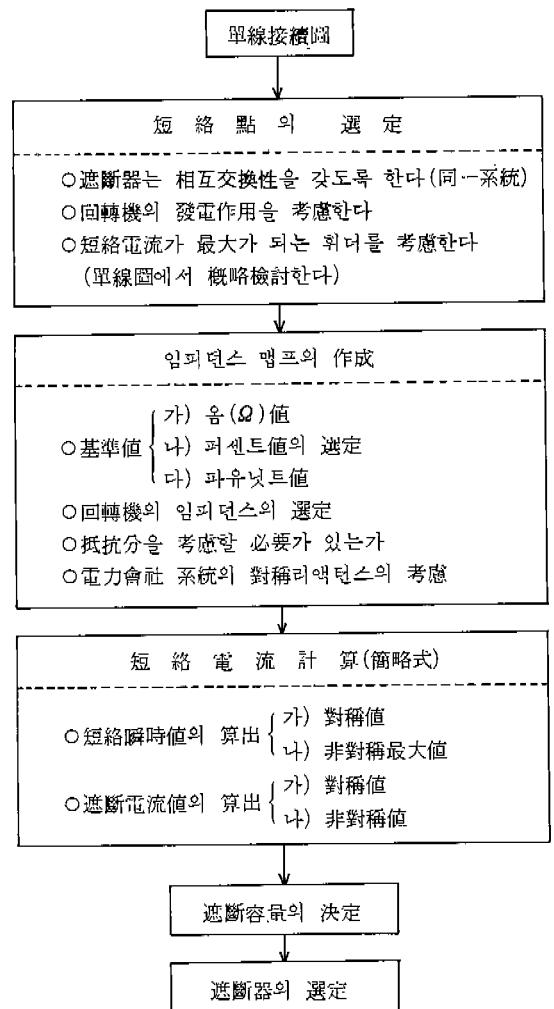 單線接續圖
短 絡 點의 選 定
○遮斷器는 相互交換性을 갖도록 한다(同一系統)
○回轉機의 發電作用을 考慮한다
○短絡電流가 最大가 되는 휘더를 考慮한다
(單線圖에서 槪略檢討한다)
임피던스 맵프의 作成
가) 옴(Ω)値
○基準値 나) 퍼센트値의 選定
다) 파유닛트値
○回轉機의 임피던스의 選定
○抵抗分을 考慮할 必要가 있는가
○電力會社 系統의 對稱리액턴스의 考慮
短 絡 電 流 計 算(簡略式)
가) 對稱値
○短絡瞬時値의 算出
나) 非對稱最大値
가) 對稱値
○遮斷電流値의 算出
나) 非對稱値
遮斷容量의 決定
遮斷器의 選定